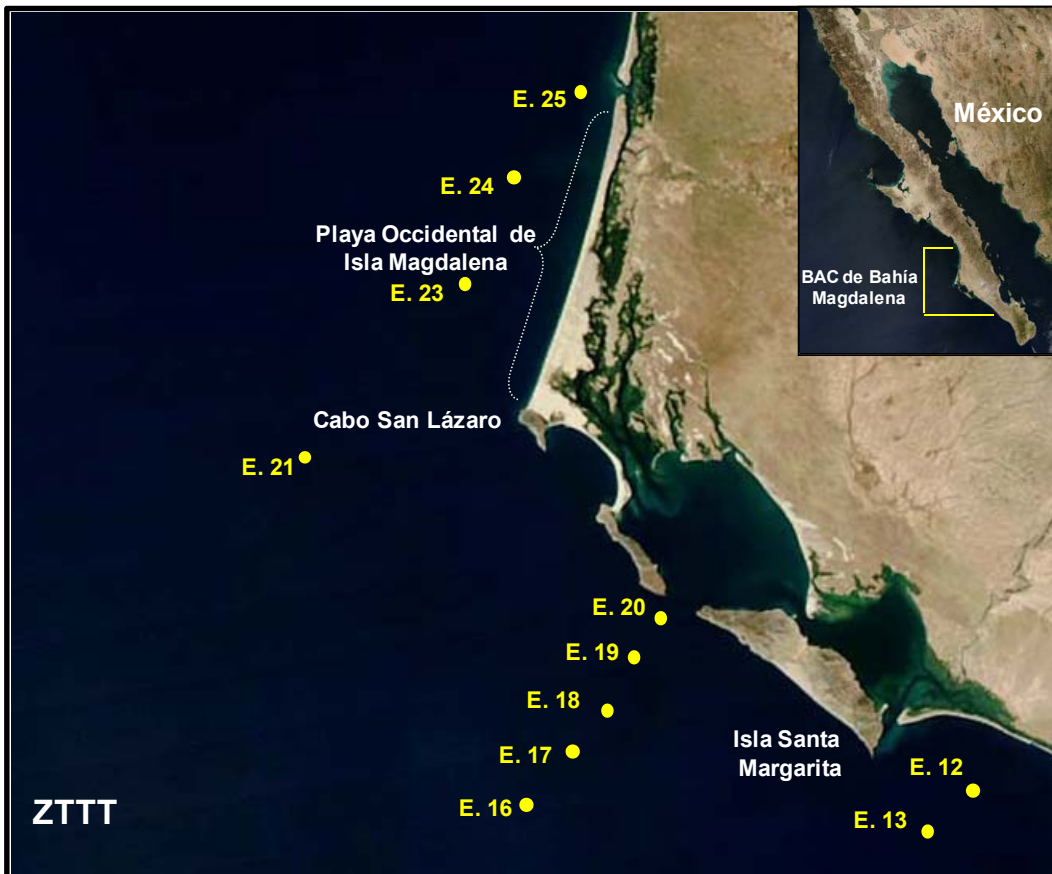 E. 25
México
E. 24
Playa Occidental de
Isla Magdalena
E. 23
BAC de Bahía
Magdalena
Cabo San Lázaro
E. 21
E. 20
E. 19
E. 18
E. 17
Isla Santa
Margarita
E. 12
E. 16
E. 13
ZTTT